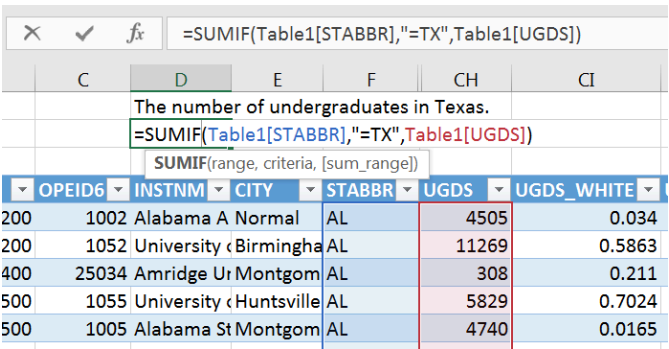 fx =SUMIF(Table1[STABBR],"=TX",Table1[UGDS])
C D E F CH CI
The number of undergraduates in Texas.
=SUMIF(Table1[STABBR],"=TX",Table1[UGDS])
SUMIF(range, criteria, [sum_range])
OPEID6 INSTNM CITY STABBR UGDS UGDS_WHITE
200 1002 Alabama A Normal AL 4505 0.034
200 1052 University Birmingha AL 11269 0.5863
400 25034 Amridge Un Montgom AL 308 0.211
500 1055 University Huntsville AL 5829 0.7024
500 1005 Alabama St Montgom AL 4740 0.0165